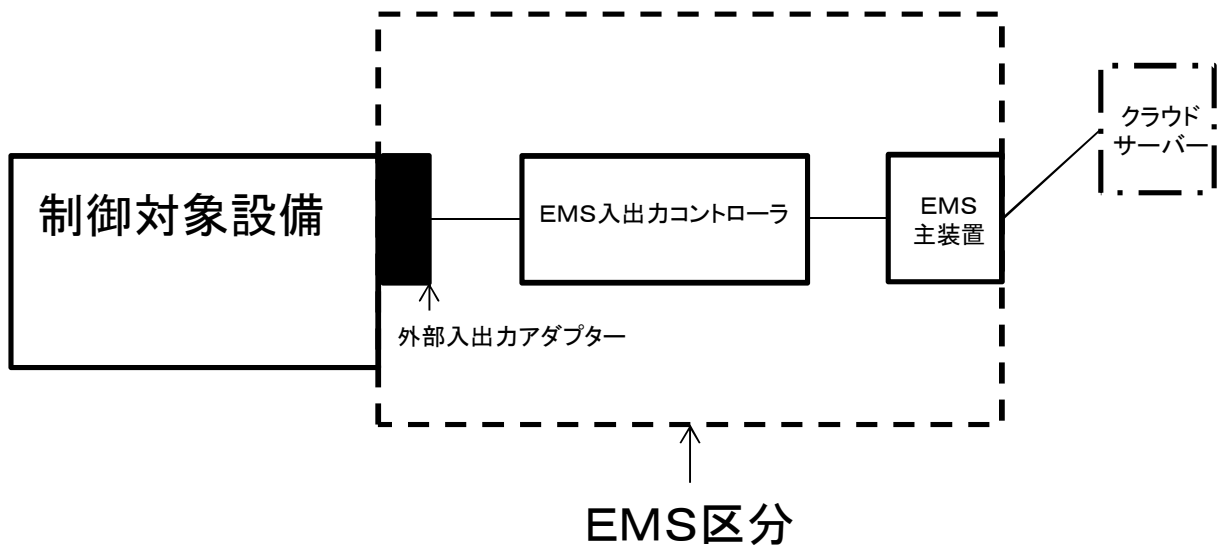 制御対象設備
EMS入出力コントローラ
EMS
主装置
クラウド
サーバー
外部入出力アダプター
EMS区分